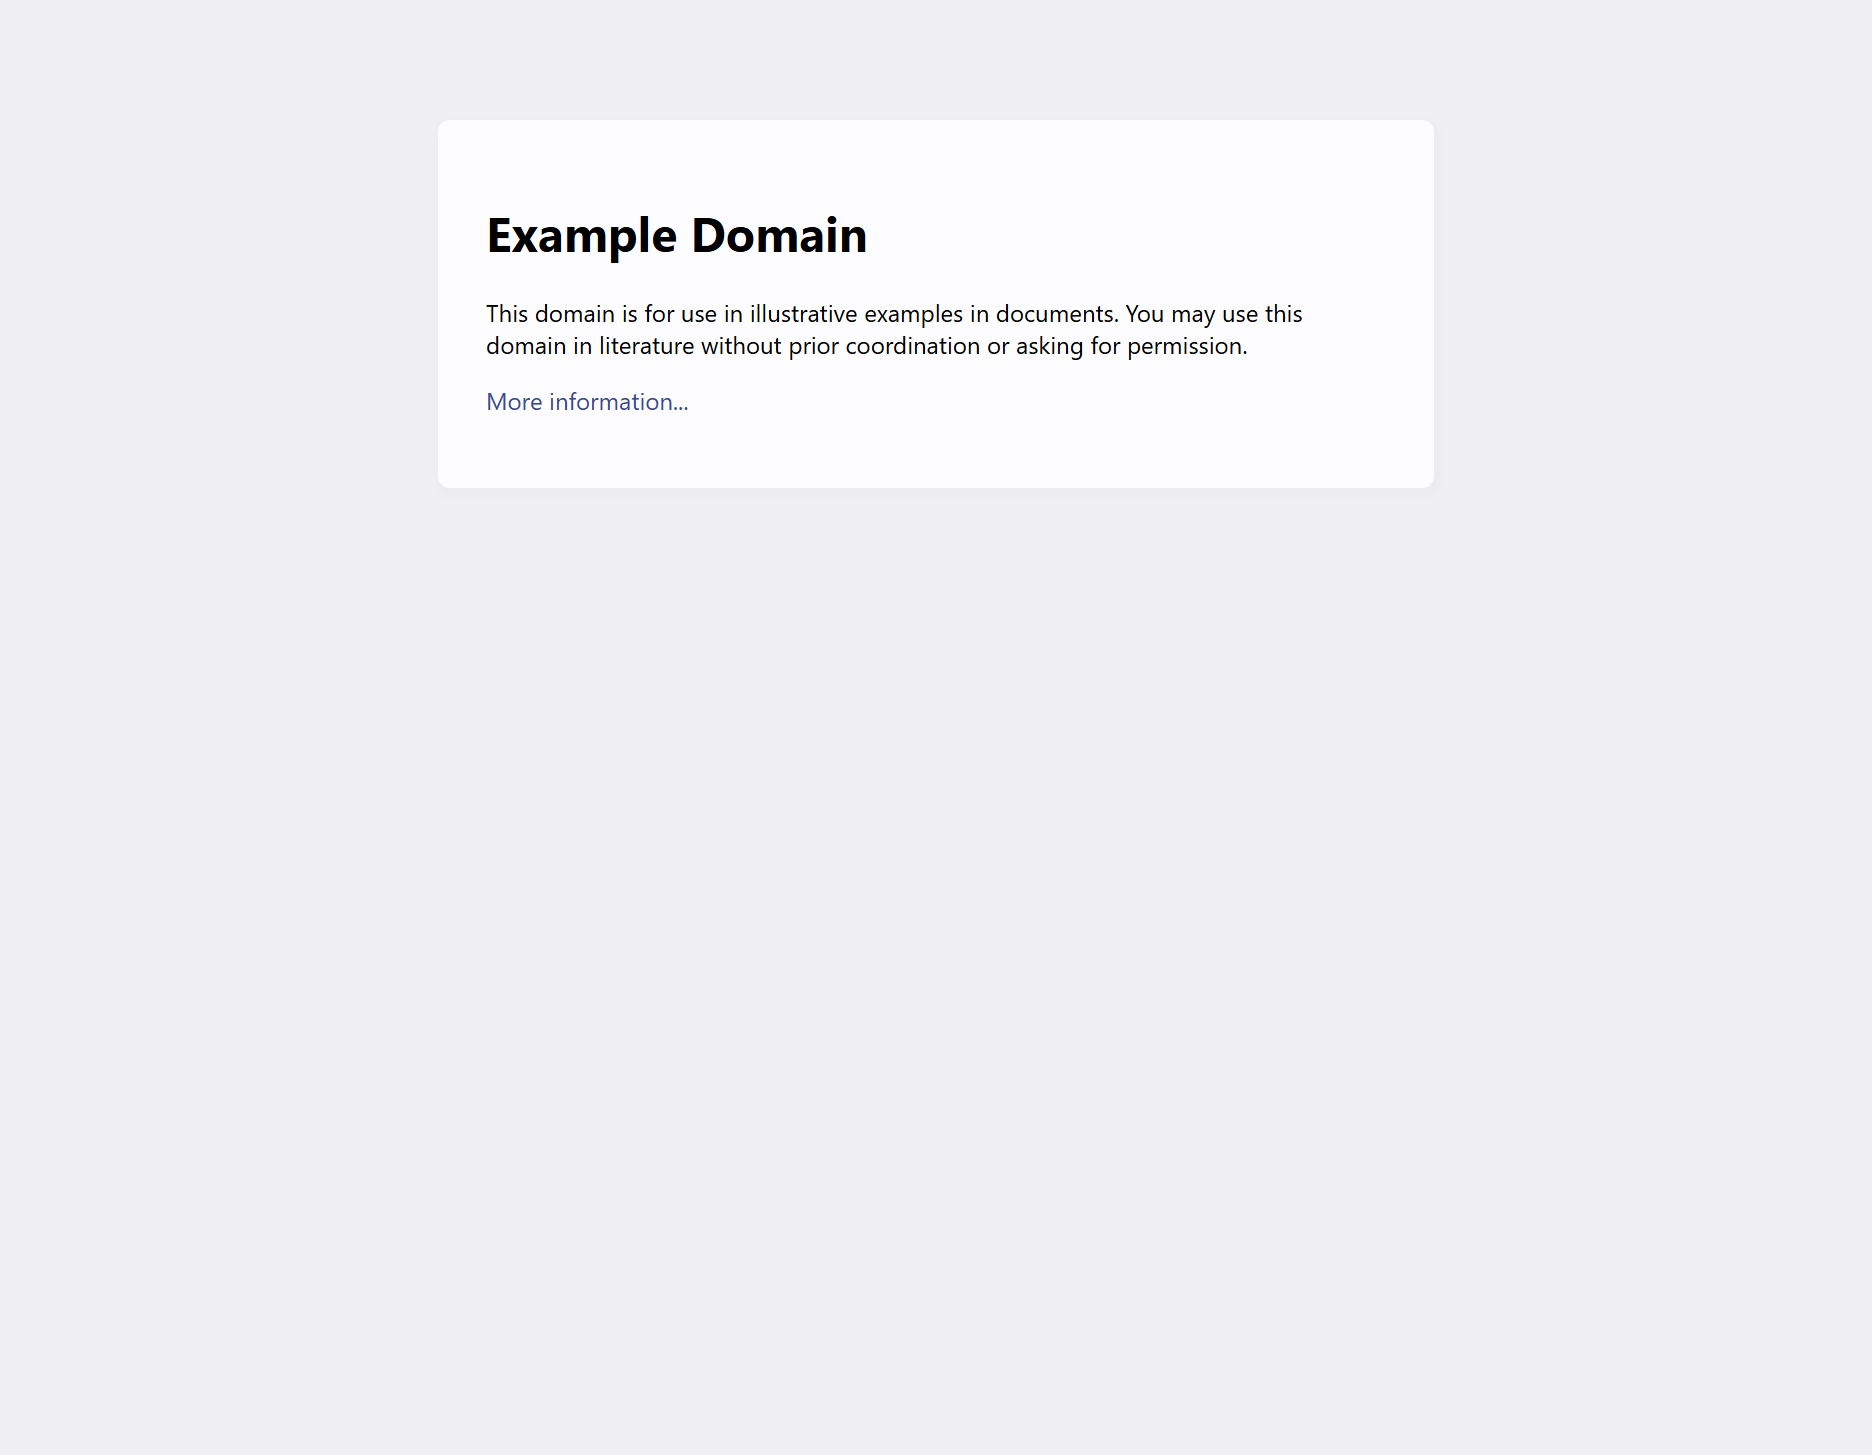 Example Domain
This domain is for use in illustrative examples in documents. You may use this
domain in literature without prior coordination or asking for permission.
More information...